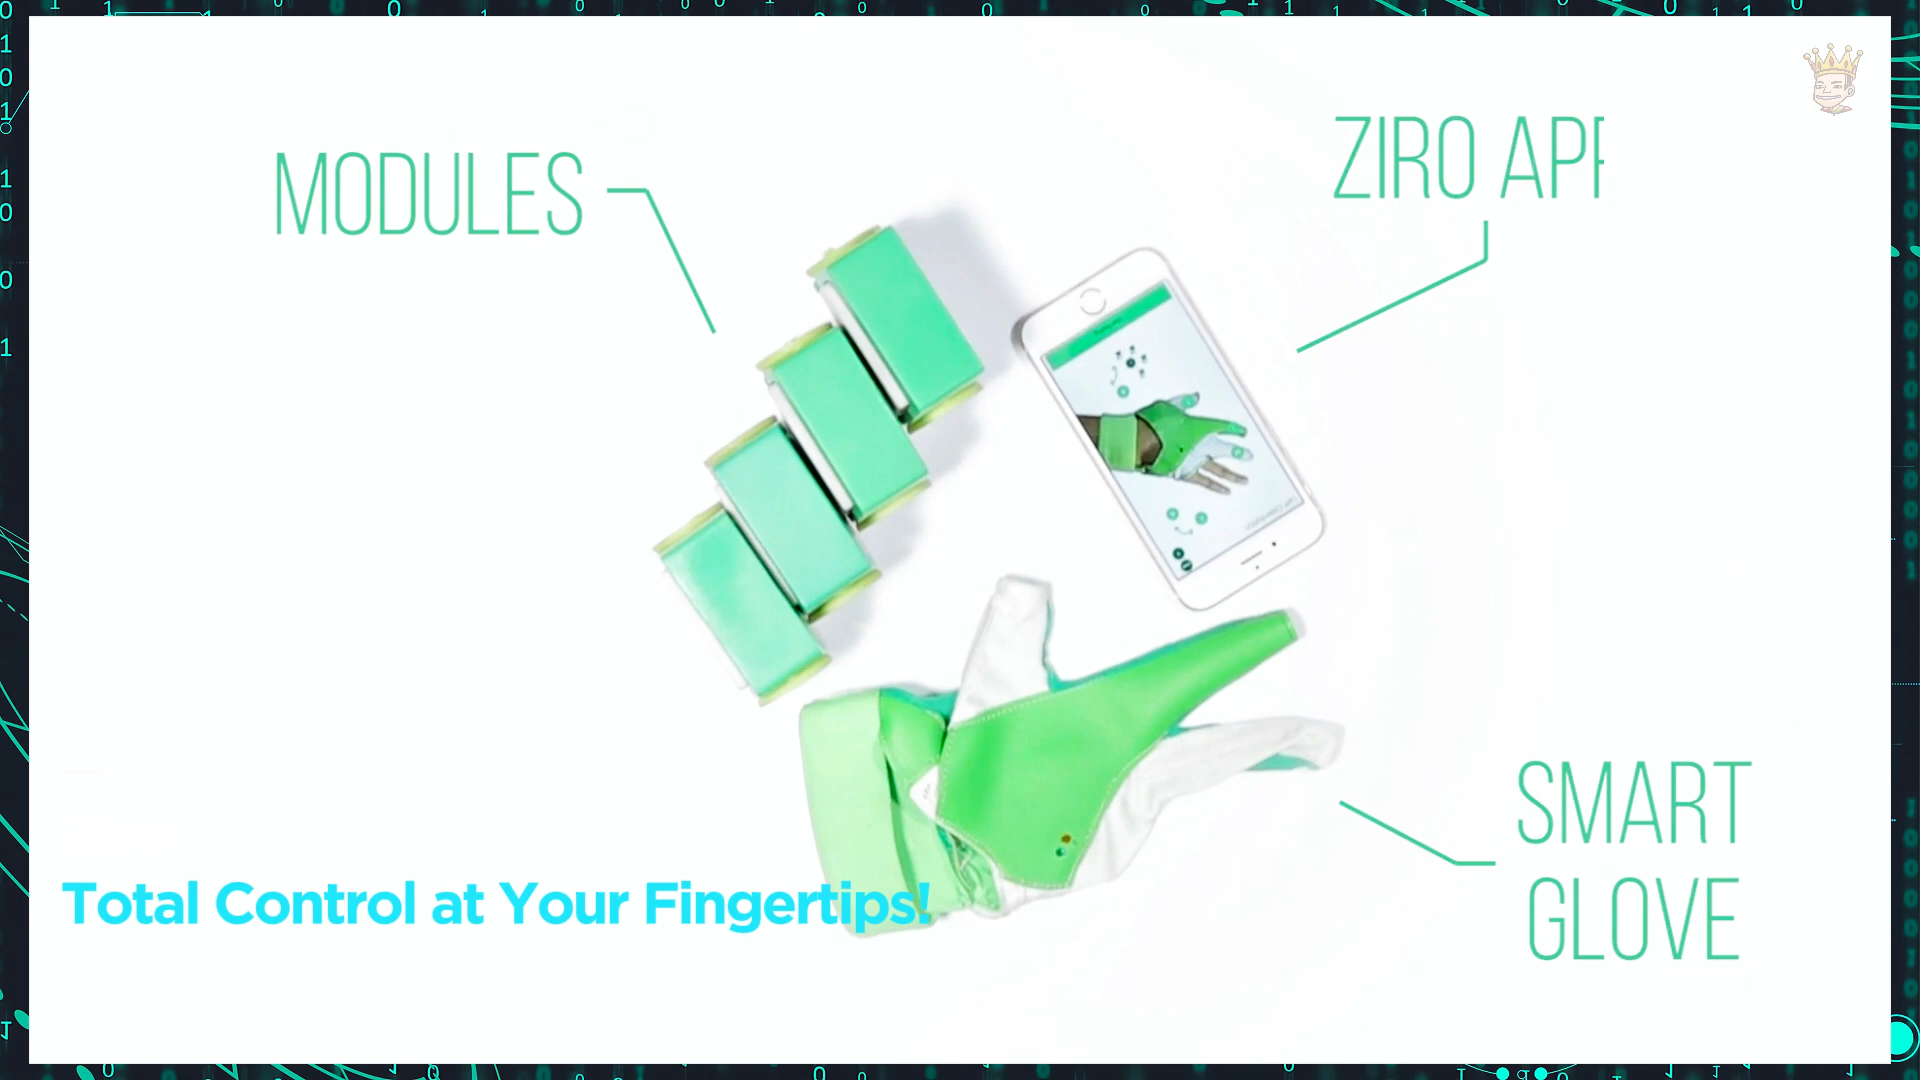 MODULES
ZIRO APP
SMART
GLOVE
Total Control at Your Fingertips!